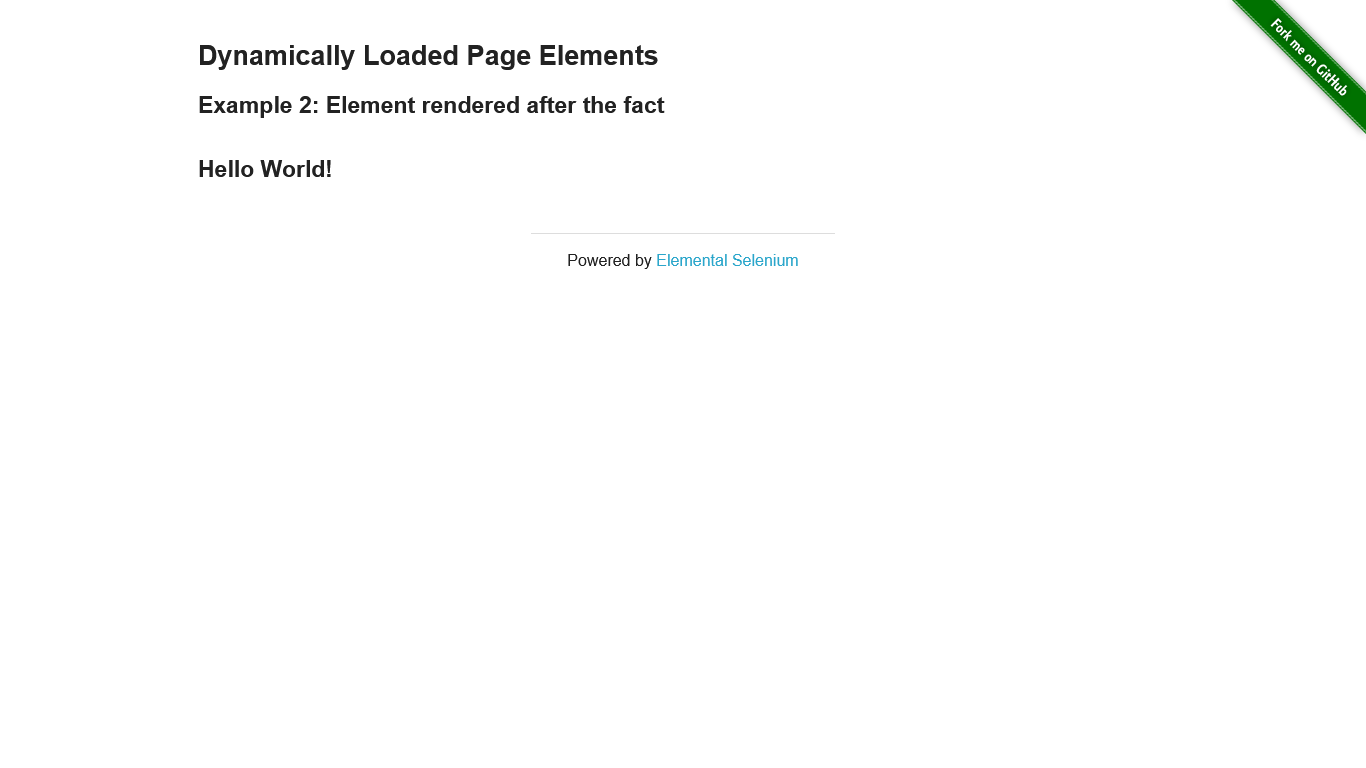 Dynamically Loaded Page Elements
Example 2: Element rendered after the fact
Hello World!
Powered by Elemental Selenium
Fork me on GitHub